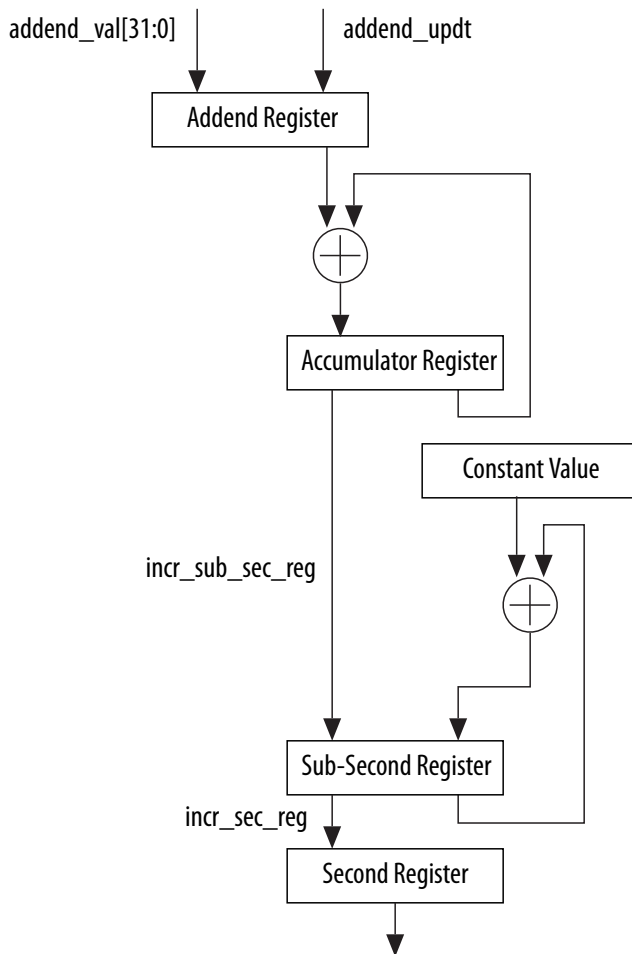 addend_val[31:0]
addend_updt
Addend Register
Accumulator Register
Constant Value
incr_sub_sec_reg
Sub-Second Register
incr_sec_reg
Second Register